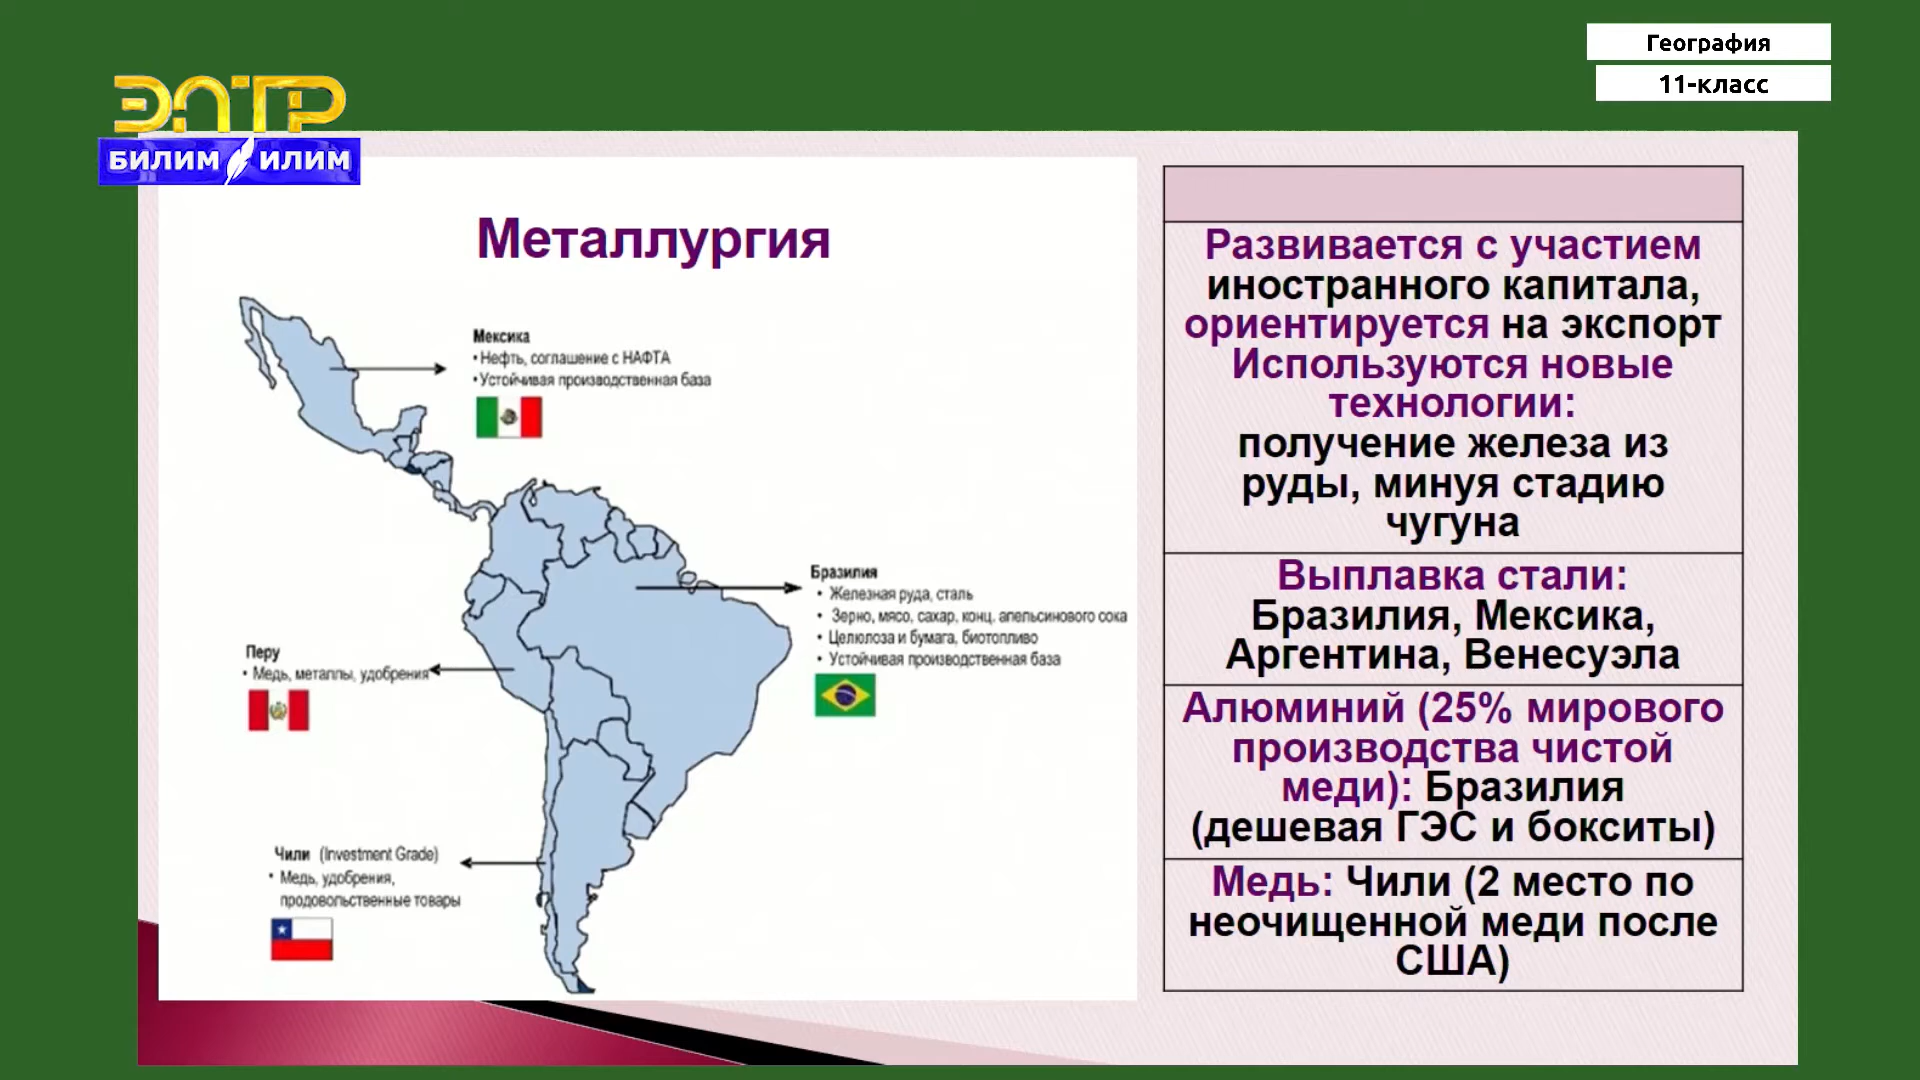 География
11-класс
ЭЛТР
БИЛИМ ИЛИМ
Металлургия
Мексика
• Нефть, соглашение с НАФТА
• Устойчивая производственная база
Бразилия
• Железная руда, сталь
• Зерно, мясо, сахар, конц. апельсинового сока
• Целюлоза и бумага, биотопливо
• Устойчивая производственная база
Перу
• Медь, металлы, удобрения
Чили (Investment Grade)
• Медь, удобрения,
продовольственные товары
Развивается с участием
иностранного капитала,
ориентируется на экспорт
Используются новые
технологии:
получение железа из
руды, минуя стадию
чугуна
Выплавка стали:
Бразилия, Мексика,
Аргентина, Венесуэла
Алюминий (25% мирового
производства чистой
меди): Бразилия
(дешевая ГЭС и бокситы)
Медь: Чили (2 место по
неочищенной меди после
США)